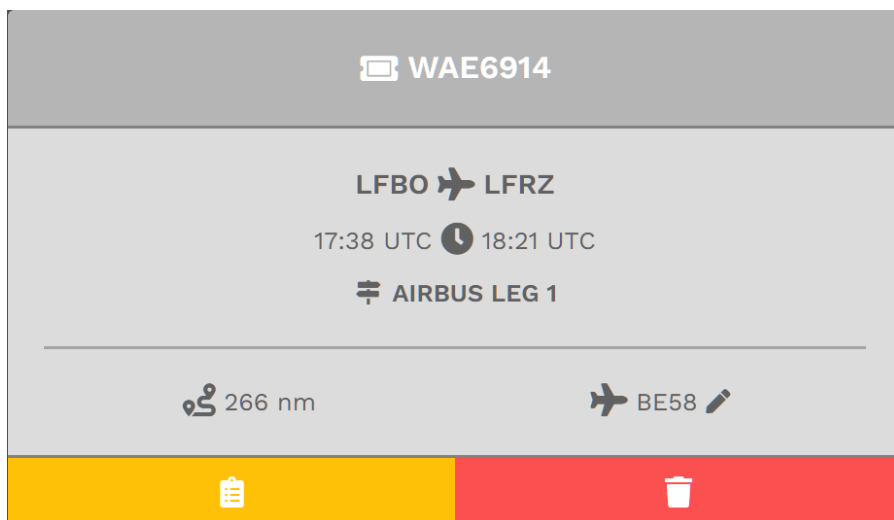 WAE6914
LFBO LFRZ
17:38 UTC 18:21 UTC
AIRBUS LEG 1
266 nm BE58